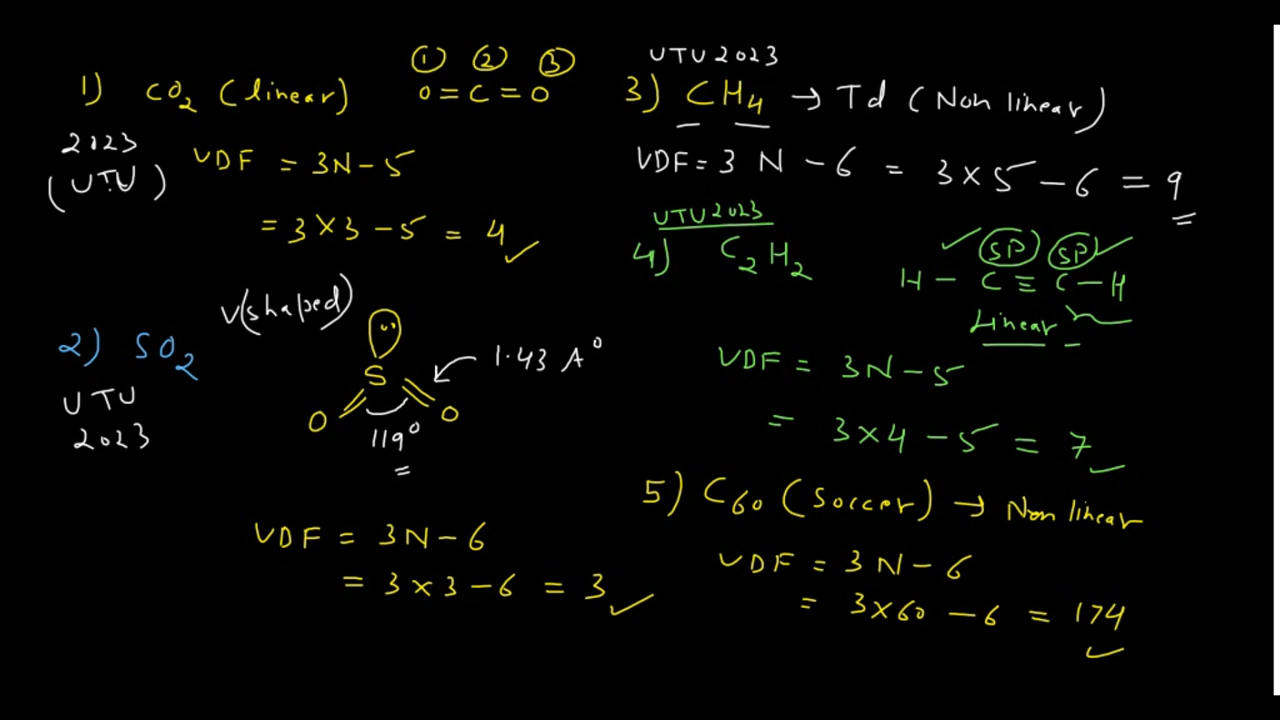 1) CO2 (linear)
① ② ③
O=C=O
2023
(UTU)
VDF = 3N-5
= 3×3-5 = 4
V(shaped)
2) SO2
UTU
2023
S
O O
1.43 A°
119°
VDF = 3N-6
= 3×3-6 = 3
UTU 2023
3) CH4 → Td (Non linear)
VDF = 3N-6 = 3×5-6 = 9
UTU 2023
4) C2H2
SP SP
H-C≡C-H
Linear
VDF = 3N-5
= 3×4-5 = 7
5) C60 (Soccer) → Non linear
VDF = 3N-6
= 3×60-6 = 174